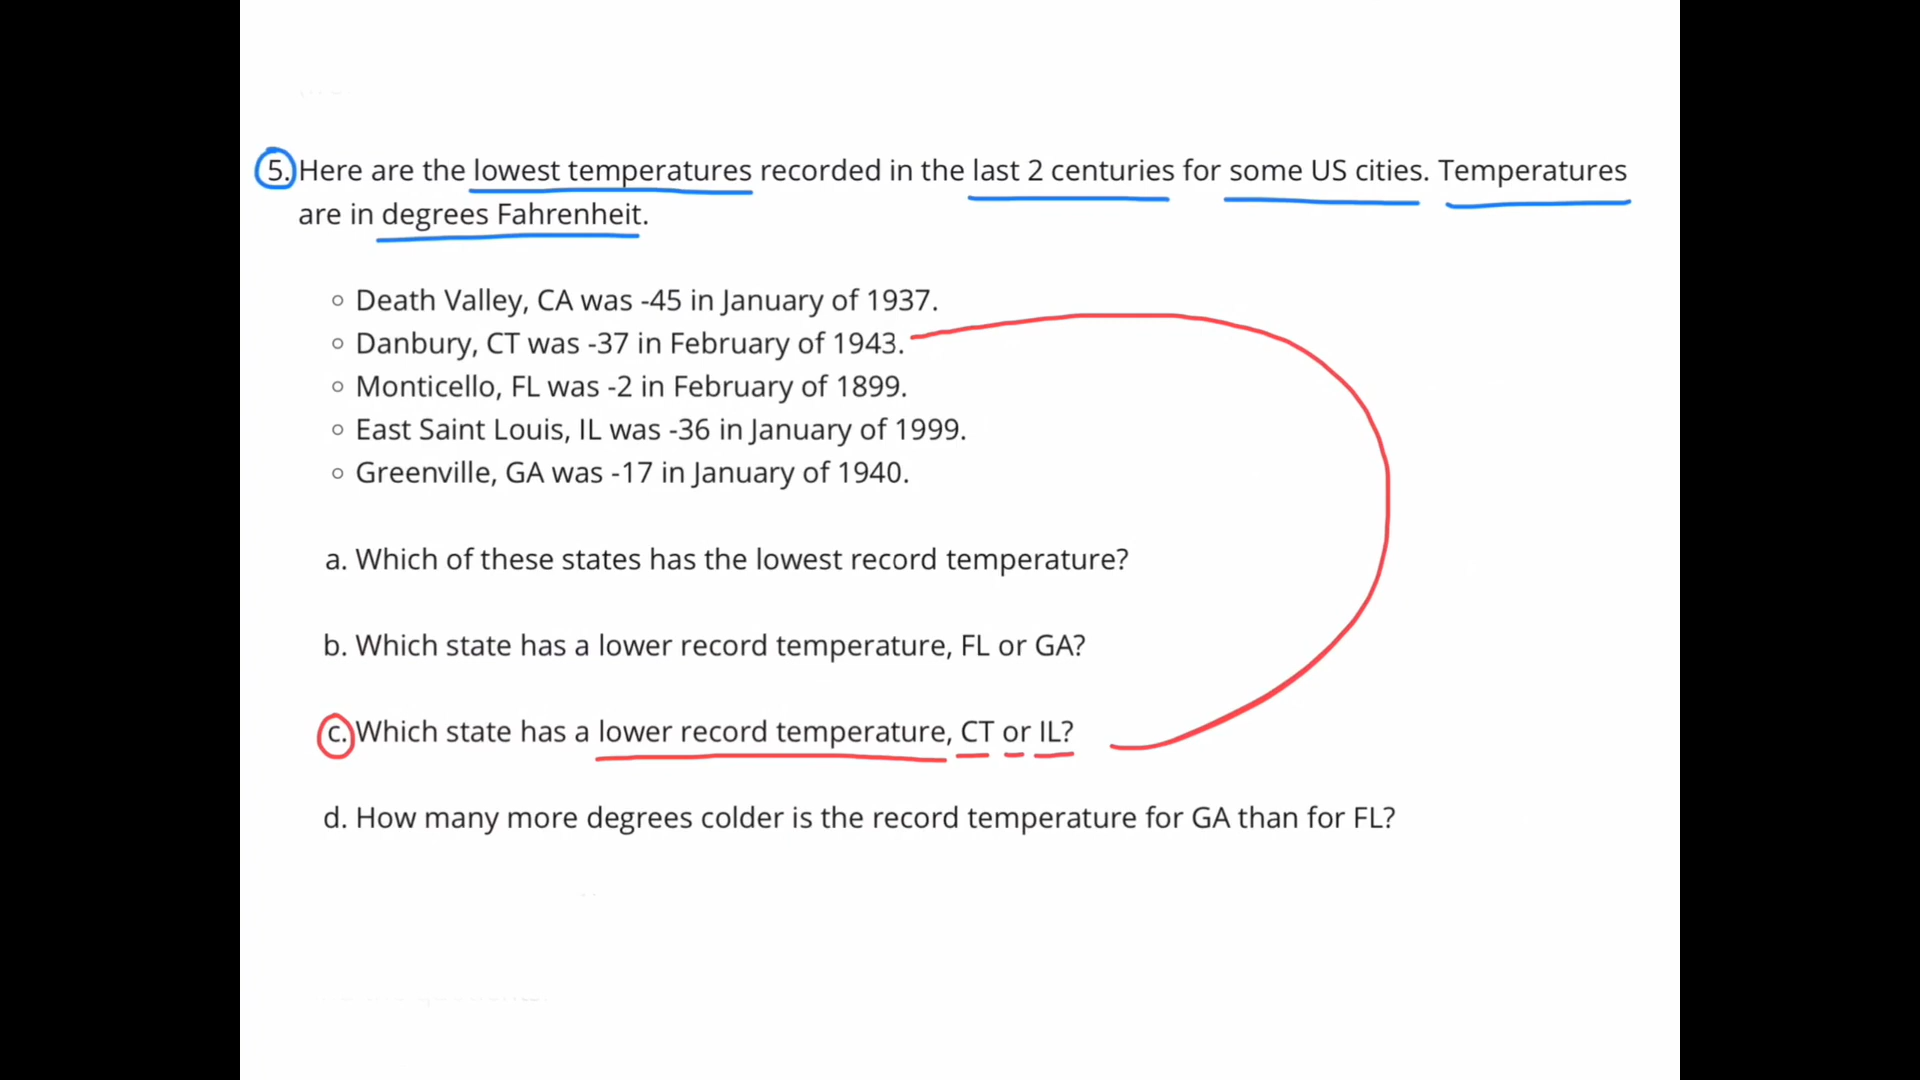 5. Here are the lowest temperatures recorded in the last 2 centuries for some US cities. Temperatures
are in degrees Fahrenheit.
◦ Death Valley, CA was -45 in January of 1937.
◦ Danbury, CT was -37 in February of 1943.
◦ Monticello, FL was -2 in February of 1899.
◦ East Saint Louis, IL was -36 in January of 1999.
◦ Greenville, GA was -17 in January of 1940.
a. Which of these states has the lowest record temperature?
b. Which state has a lower record temperature, FL or GA?
c. Which state has a lower record temperature, CT or IL?
d. How many more degrees colder is the record temperature for GA than for FL?